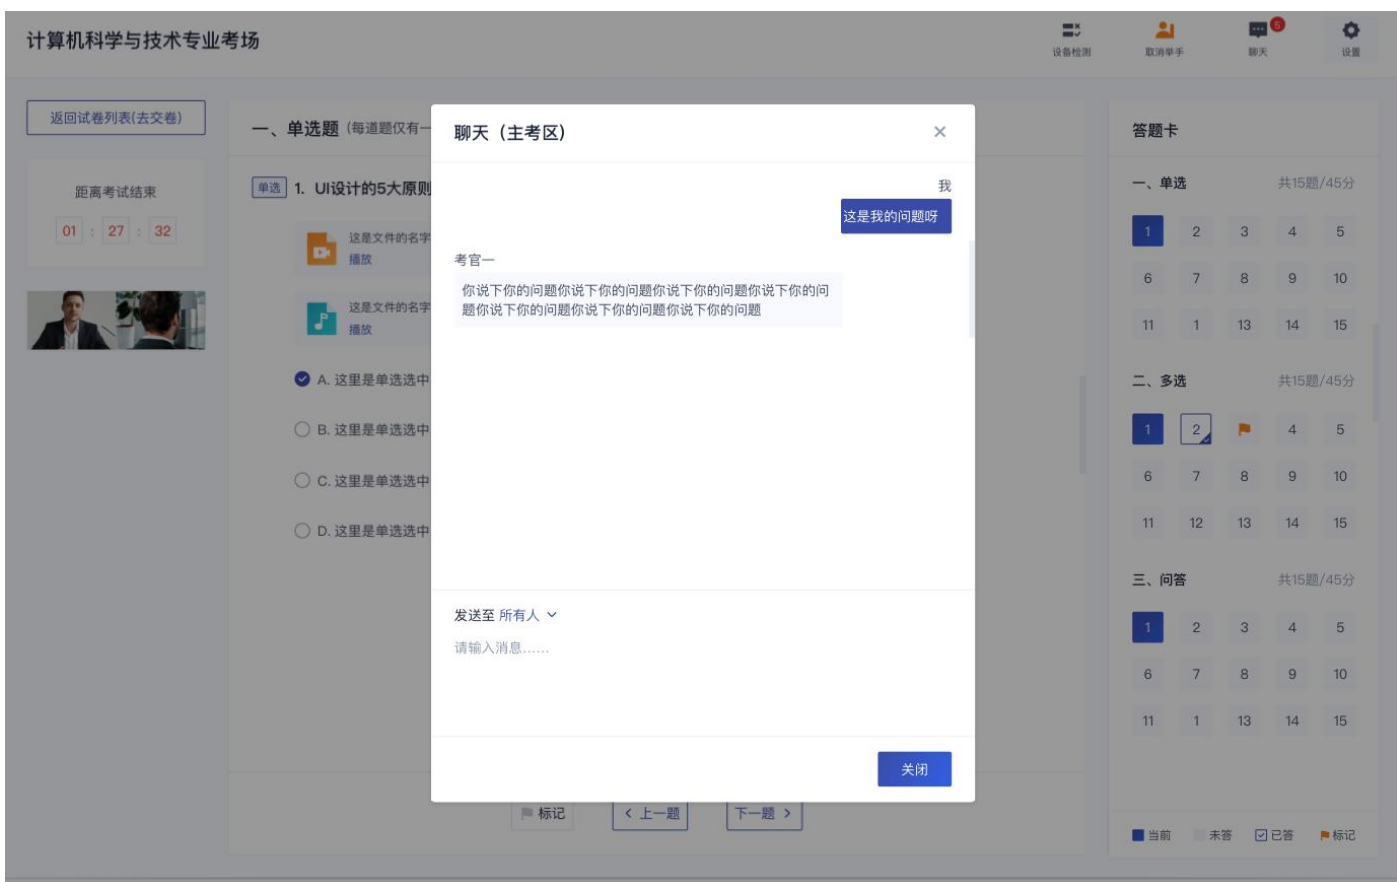 计算机科学与技术专业考场
设备检测
取消举手
5
聊天
设置
返回试卷列表(去交卷)
距离考试结束
01 : 27 : 32
一、单选题 (每道题仅有一
单选 1. UI设计的5大原则
这是文件的名字
播放
这是文件的名字
播放
A. 这里是单选选中
B. 这里是单选选中
C. 这里是单选选中
D. 这里是单选选中
标记
上一题
下一题
聊天（主考区）
我
这是我的问题呀
考官一
你说下你的问题你说下你的问题你说下你的问题你说下你的问
题你说下你的问题你说下你的问题你说下你的问题
发送至 所有人
请输入消息......
关闭
答题卡
一、单选 共15题/45分
1 2 3 4 5
6 7 8 9 10
11 1 13 14 15
二、多选 共15题/45分
1 2 4 5
6 7 8 9 10
11 12 13 14 15
三、问答 共15题/45分
1 2 3 4 5
6 7 8 9 10
11 1 13 14 15
当前 未答 已答 标记